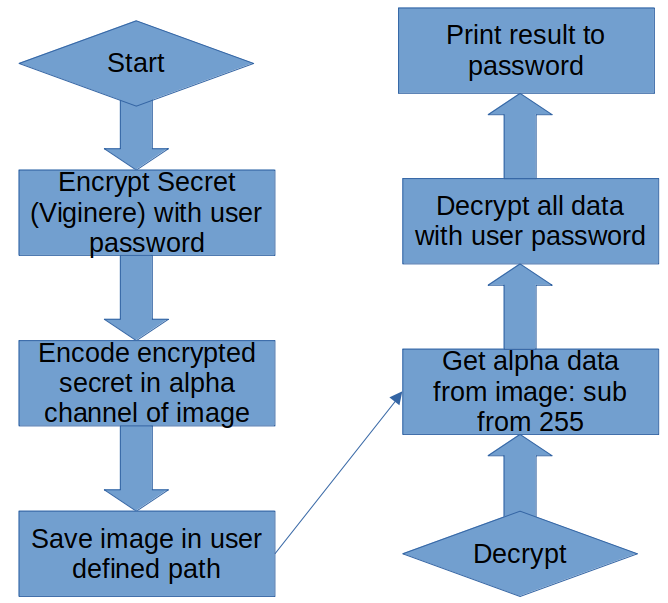 Start
Encrypt Secret
(Viginere) with user
password
Encode encrypted
secret in alpha
channel of image
Save image in user
defined path
Print result to
password
Decrypt all data
with user password
Get alpha data
from image: sub
from 255
Decrypt